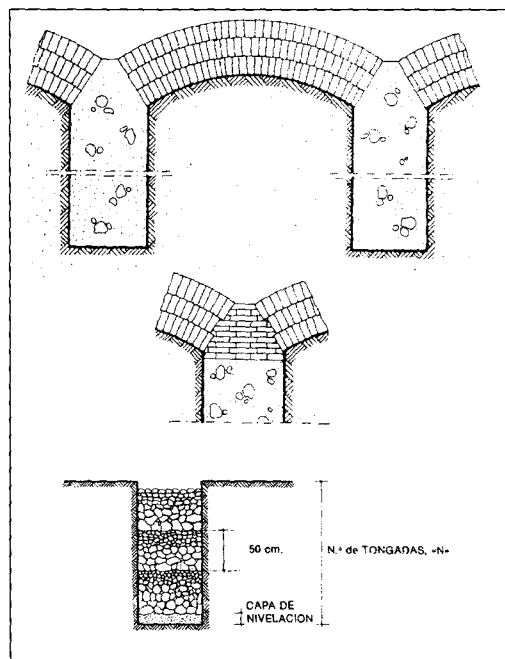 50 cm.
N.º de TONGADAS, «N»
CAPA DE
NIVELACION